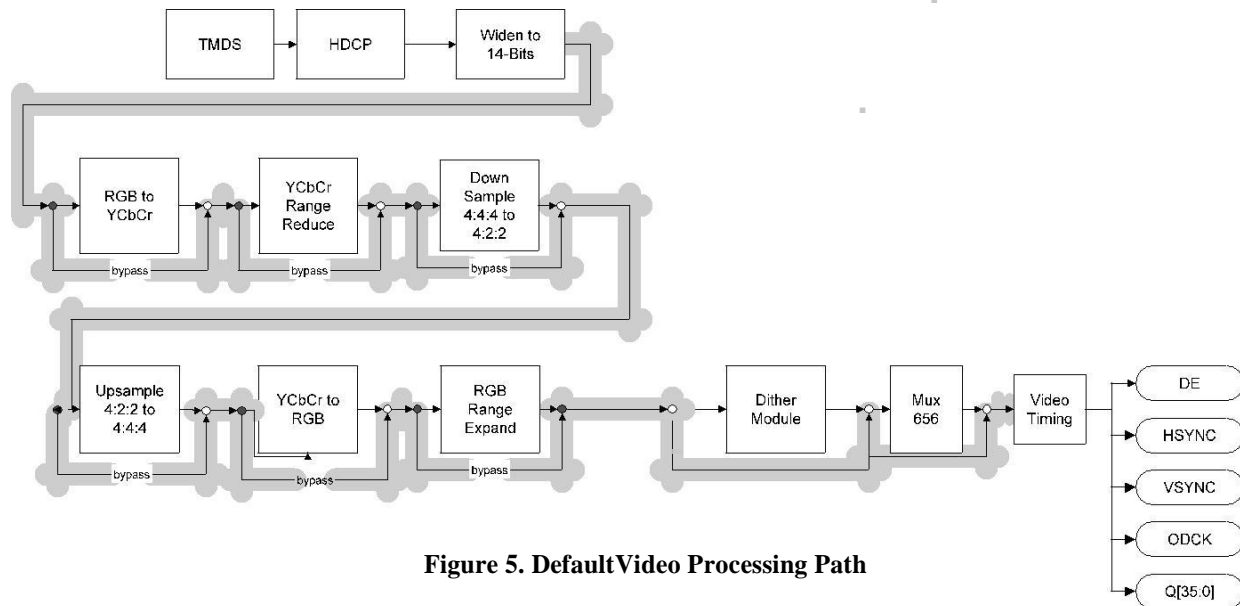 TMDS
HDCP
Widen to
14-Bits
RGB to
YCbCr
bypass
YCbCr
Range
Reduce
bypass
Down
Sample
4:4:4 to
4:2:2
bypass
Upsample
4:2:2 to
4:4:4
bypass
YCbCr to
RGB
bypass
RGB
Range
Expand
bypass
Dither
Module
Mux
656
Video
Timing
DE
HSYNC
VSYNC
ODCK
Q[35:0]
Figure 5. DefaultVideo Processing Path